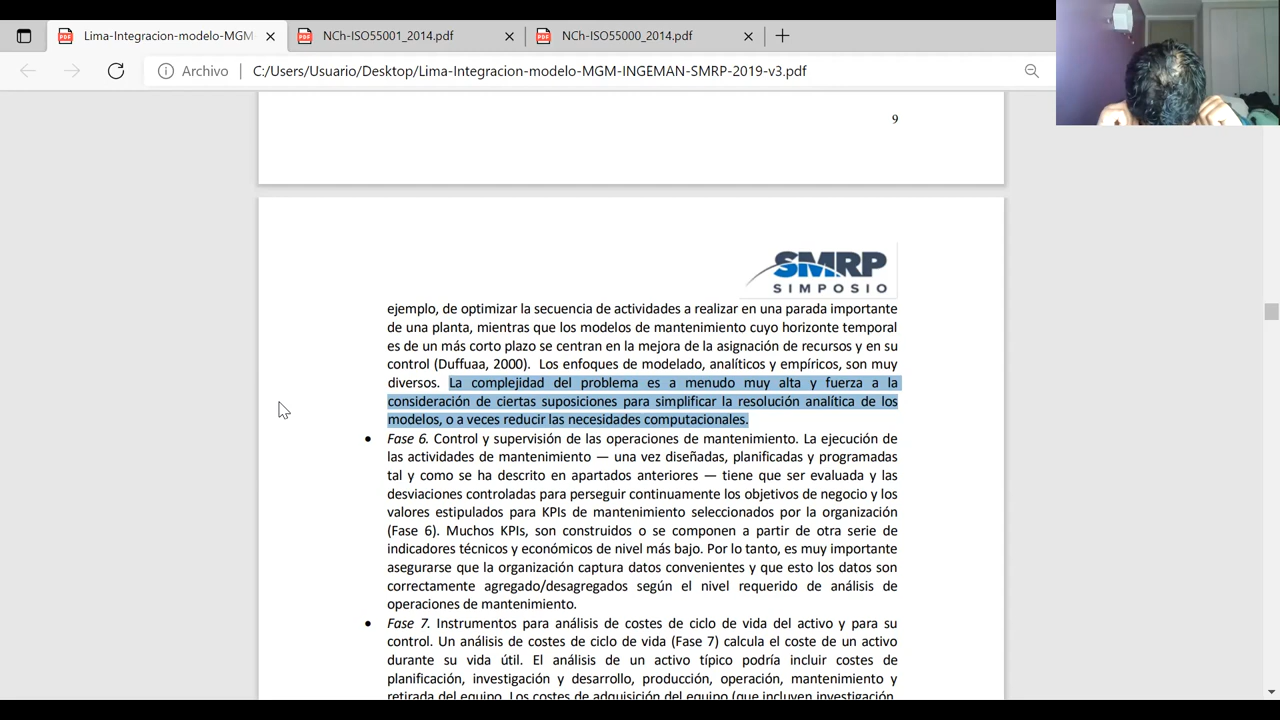 Lima-Integracion-modelo-MGM
NCh-ISO55001_2014.pdf
NCh-ISO55000_2014.pdf
Archivo
C:/Users/Usuario/Desktop/Lima-Integracion-modelo-MGM-INGEMAN-SMRP-2019-v3.pdf
9
SMRP
SIMPOSIO
ejemplo, de optimizar la secuencia de actividades a realizar en una parada importante
de una planta, mientras que los modelos de mantenimiento cuyo horizonte temporal
es de un más corto plazo se centran en la mejora de la asignación de recursos y en su
control (Duffuaa, 2000). Los enfoques de modelado, analíticos y empíricos, son muy
diversos. La complejidad del problema es a menudo muy alta y fuerza a la
consideración de ciertas suposiciones para simplificar la resolución analítica de los
modelos, o a veces reducir las necesidades computacionales.
• Fase 6. Control y supervisión de las operaciones de mantenimiento. La ejecución de
las actividades de mantenimiento — una vez diseñadas, planificadas y programadas
tal y como se ha descrito en apartados anteriores — tiene que ser evaluada y las
desviaciones controladas para perseguir continuamente los objetivos de negocio y los
valores estipulados para KPIs de mantenimiento seleccionados por la organización
(Fase 6). Muchos KPIs, son construidos o se componen a partir de otra serie de
indicadores técnicos y económicos de nivel más bajo. Por lo tanto, es muy importante
asegurarse que la organización captura datos convenientes y que esto los datos son
correctamente agregado/desagregados según el nivel requerido de análisis de
operaciones de mantenimiento.
• Fase 7. Instrumentos para análisis de costes de ciclo de vida del activo y para su
control. Un análisis de costes de ciclo de vida (Fase 7) calcula el coste de un activo
durante su vida útil. El análisis de un activo típico podría incluir costes de
planificación, investigación y desarrollo, producción, operación, mantenimiento y
retirada del equipo. Los costes de adquisición del equipo (que incluyen investigación,